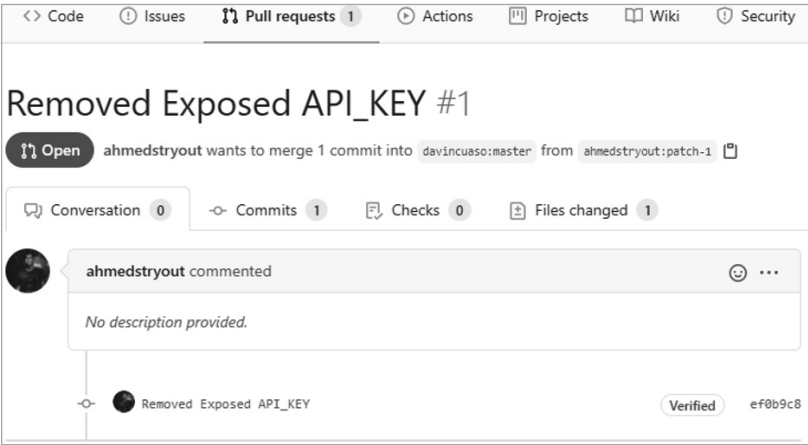 Code Issues Pull requests 1 Actions Projects Wiki Security
Removed Exposed API_KEY #1
Open ahmedstryout wants to merge 1 commit into davincuaso:master from ahmedstryout:patch-1
Conversation 0 Commits 1 Checks 0 Files changed 1
ahmedstryout commented
No description provided.
Removed Exposed API_KEY Verified ef0b9c8